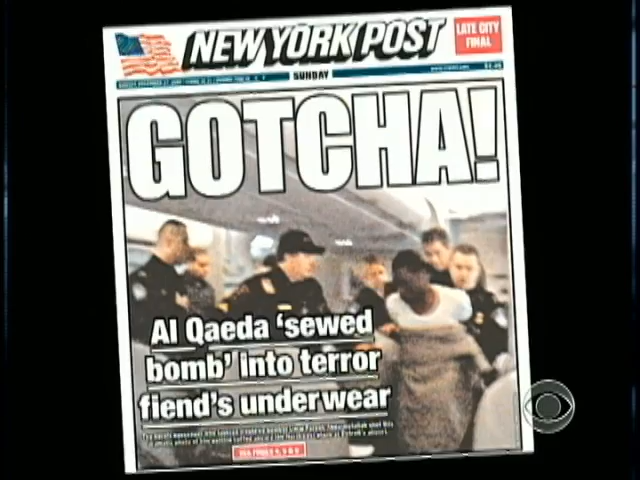 NEW YORK POST
LATE CITY
FINAL
SUNDAY
GOTCHA!
Al Qaeda 'sewed
bomb' into terror
fiend's underwear